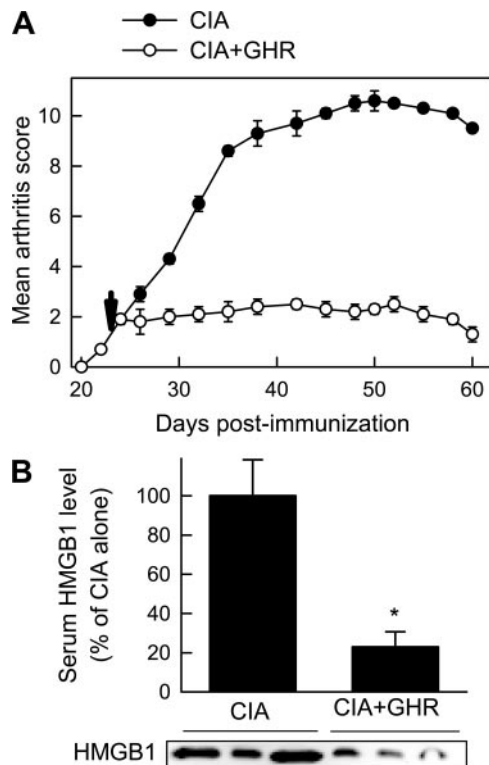 A
CIA
CIA+GHR
Mean arthritis score
10
8
6
4
2
0
20 30 40 50 60
Days post-immunization
B
Serum HMGB1 level
(% of CIA alone)
100
80
60
40
20
0
*
CIA CIA+GHR
HMGB1